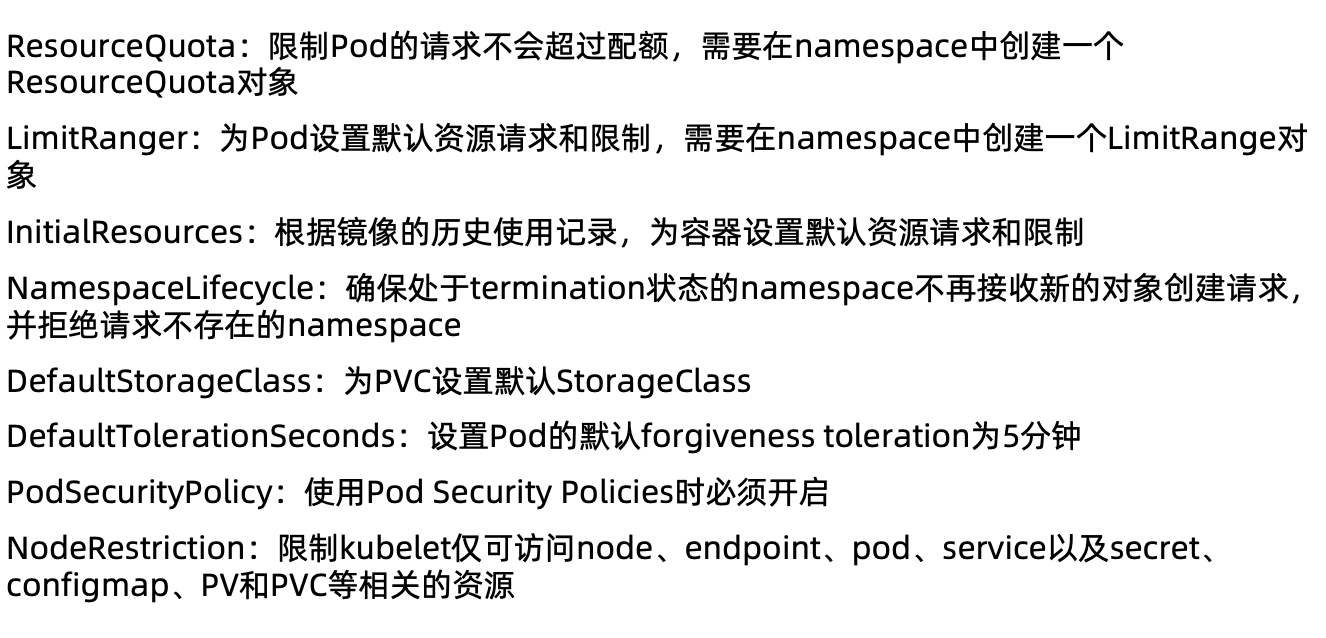 ResourceQuota：限制Pod的请求不会超过配额，需要在namespace中创建一个
ResourceQuota对象
LimitRanger：为Pod设置默认资源请求和限制，需要在namespace中创建一个LimitRange对
象
InitialResources：根据镜像的历史使用记录，为容器设置默认资源请求和限制
NamespaceLifecycle：确保处于termination状态的namespace不再接收新的对象创建请求，
并拒绝请求不存在的namespace
DefaultStorageClass：为PVC设置默认StorageClass
DefaultTolerationSeconds：设置Pod的默认forgiveness toleration为5分钟
PodSecurityPolicy：使用Pod Security Policies时必须开启
NodeRestriction：限制kubelet仅可访问node、endpoint、pod、service以及secret、
configmap、PV和PVC等相关的资源